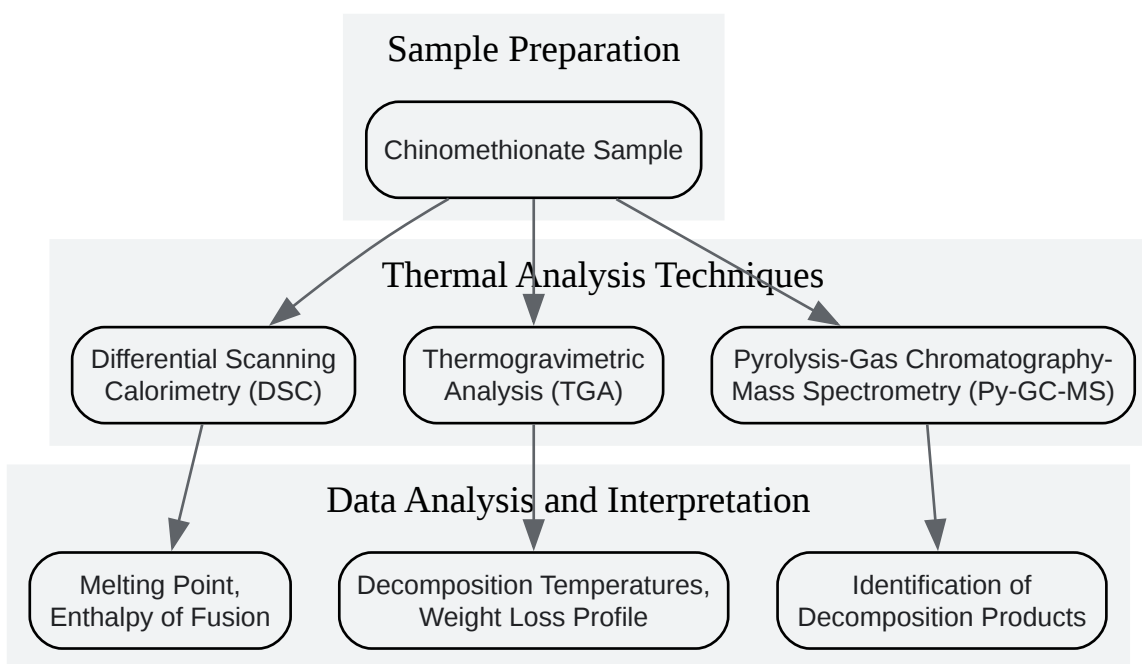 Sample Preparation
Chinomethionate Sample
Thermal Analysis Techniques
Differential Scanning
Calorimetry (DSC)
Thermogravimetric
Analysis (TGA)
Pyrolysis-Gas Chromatography-
Mass Spectrometry (Py-GC-MS)
Data Analysis and Interpretation
Melting Point,
Enthalpy of Fusion
Decomposition Temperatures,
Weight Loss Profile
Identification of
Decomposition Products